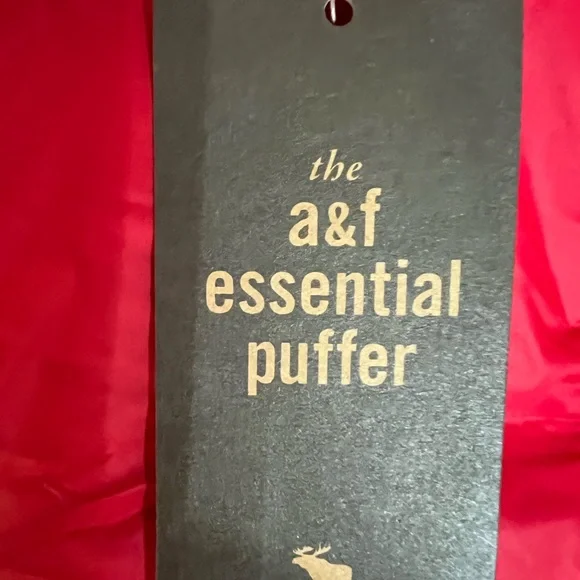 the
a&f
essential
puffer